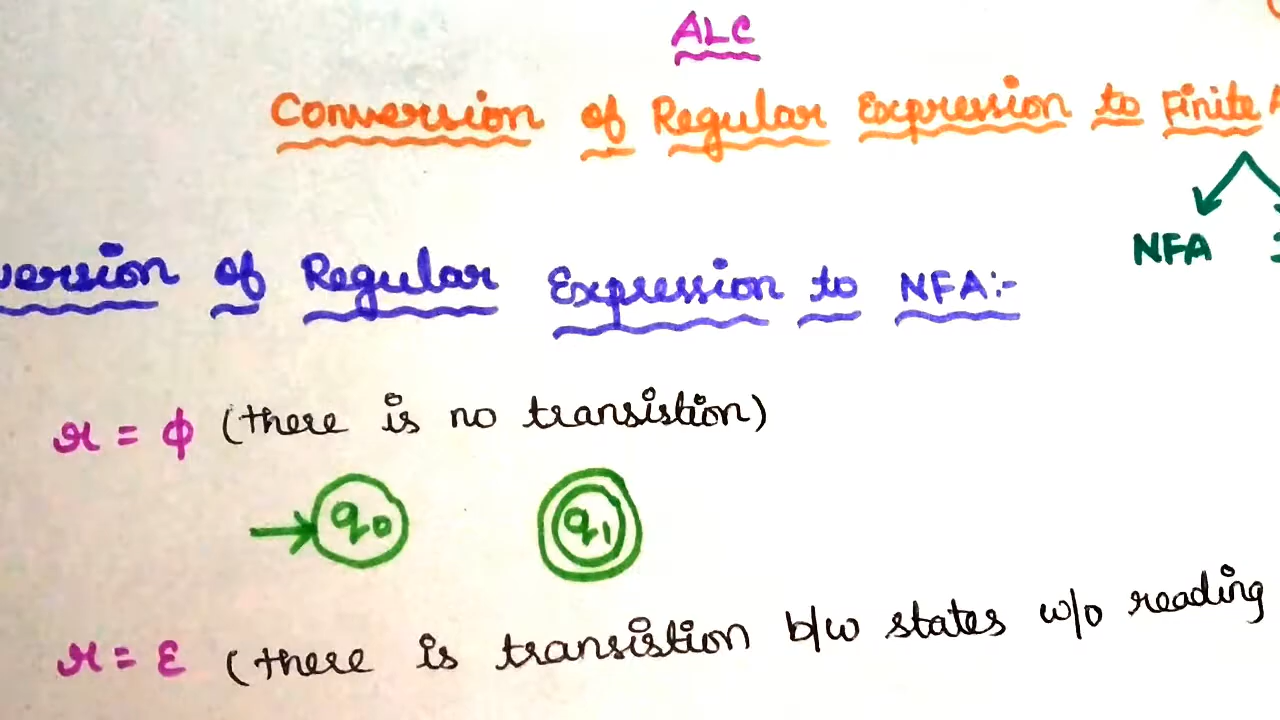 ALC
Conversion of Regular Expression to Finite
NFA
version of Regular Expression to NFA:-
r = ϕ (there is no transistion)
q0 q1
r = ε (there is transistion b/w states w/o reading